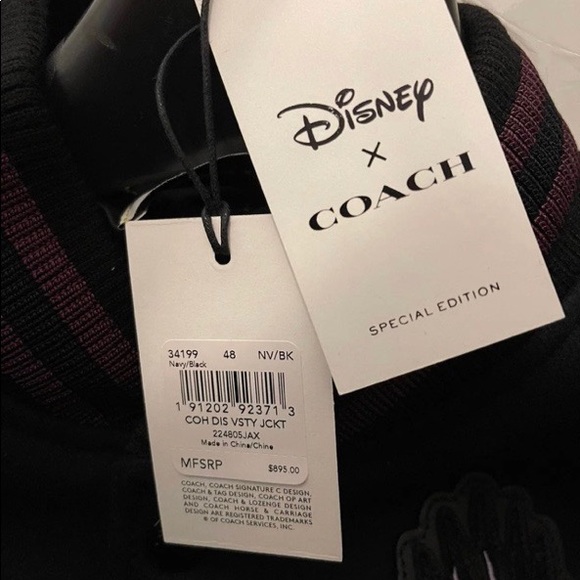 Disney
×
COACH
SPECIAL EDITION
34199 48 NV/BK
Navy/Black
1 91202 92371 3
COH DIS VSTY JCKT
224805JAX
Made in China/Chine
MFSRP $895.00
COACH, COACH SIGNATURE C DESIGN,
COACH & TAG DESIGN, COACH OP ART
DESIGN, COACH & LOZENGE DESIGN
AND COACH HORSE & CARRIAGE
DESIGN ARE REGISTERED TRADEMARKS
® OF COACH SERVICES, INC.